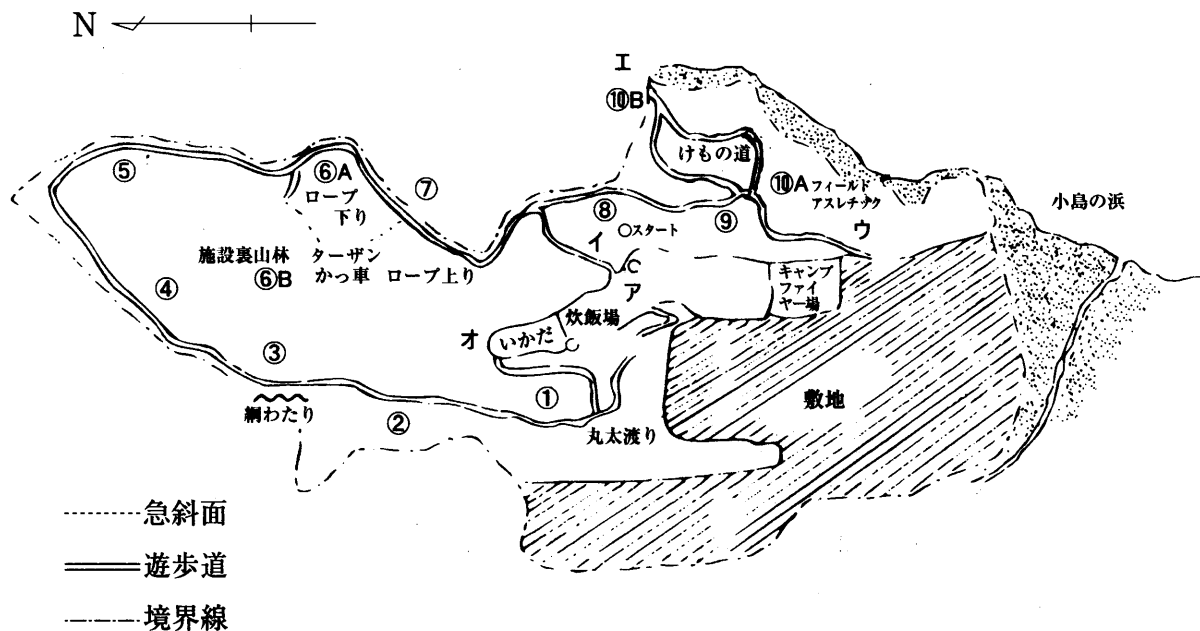 N
エ
⑩B
けもの道
⑤
⑥A
ロープ
下り
⑦
⑩A フィールド
アスレチック
小島の浜
⑧
⑨
ウ
イ
○スタート
施設裏山林
⑥B
ターザン
かっ車
ロープ上り
ア
キャンプ
ファイ
ヤー場
④
炊飯場
オ
いかだ
③
綱わたり
①
②
丸太渡り
敷地
急斜面
遊歩道
境界線